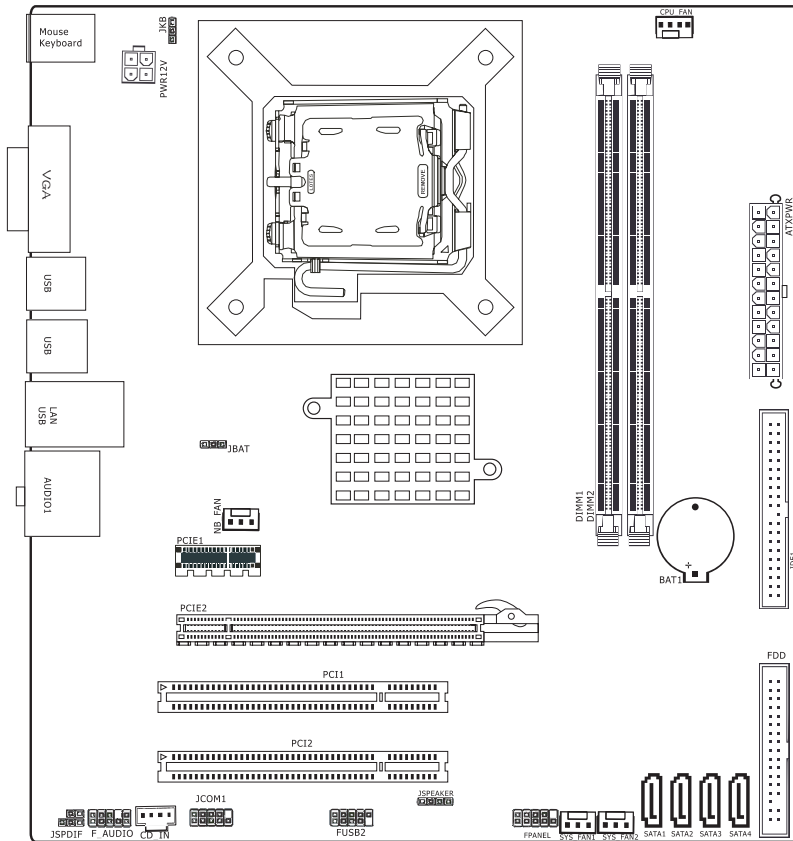 CPU_FAN
JKB
Mouse
Keyboard
PWR12V
VGA
REMOVE
USB
ATXPWR
USB
LAN
USB
JBAT
AUDIO1
NB_FAN
DIMM1
DIMM2
PCIE1
BAT1
PCIE2
FDD
PCI1
PCI2
JSPEAKER
JCOM1
JSPDIF
F_AUDIO
CD_IN
FUSB2
FPANEL
SYS_FAN1
SYS_FAN2
SATA1
SATA2
SATA3
SATA4